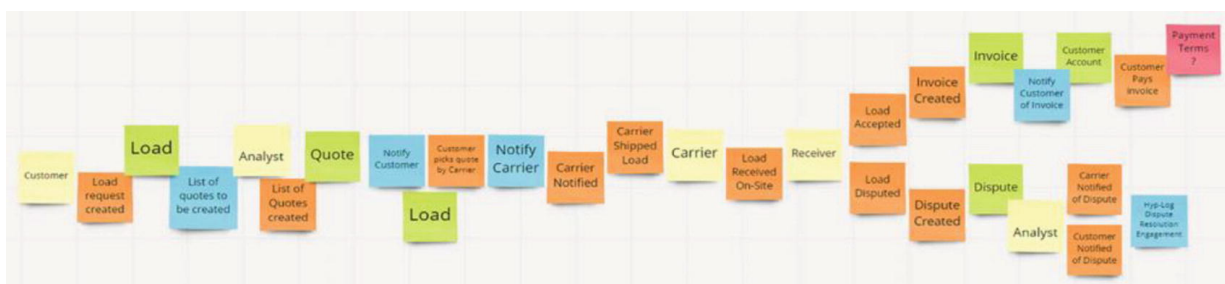 Customer
Load
request
created
Load
List of
quotes to
be created
Analyst
List of
Quotes
created
Quote
Notify
Customer
Customer
picks quote
by Carrier
Load
Notify
Carrier
Carrier
Notified
Carrier
Shipped
Load
Carrier
Load
Received
On-Site
Receiver
Load
Accepted
Invoice
Created
Invoice
Notify
Customer
of Invoice
Customer
Account
Customer
Pays
invoice
Payment
Terms
?
Load
Disputed
Dispute
Created
Dispute
Analyst
Carrier
Notified
of Dispute
Customer
Notified
of Dispute
Hyp-Log
Dispute
Resolution
Engagement